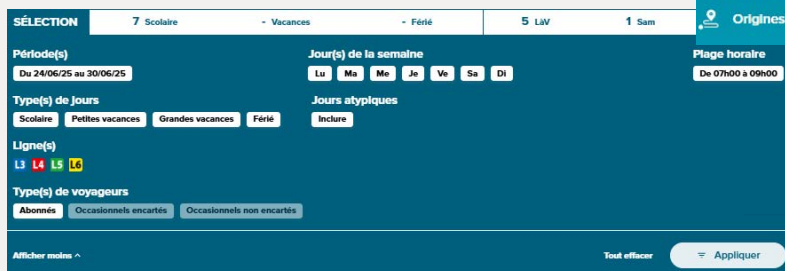 SÉLECTION 7 Scolaire - Vacances - Férié 5 LàV 1 Sam Origines
Période(s) Jour(s) de la semaine Plage horaire
Du 24/06/25 au 30/06/25 Lu Ma Me Je Ve Sa Di De 07h00 à 09h00
Type(s) de jours Jours atypiques
Scolaire Petites vacances Grandes vacances Férié Inclure
Ligne(s)
L3 L4 L5 L6
Type(s) de voyageurs
Abonnés Occasionnels encartés Occasionnels non encartés
Afficher moins Tout effacer Appliquer